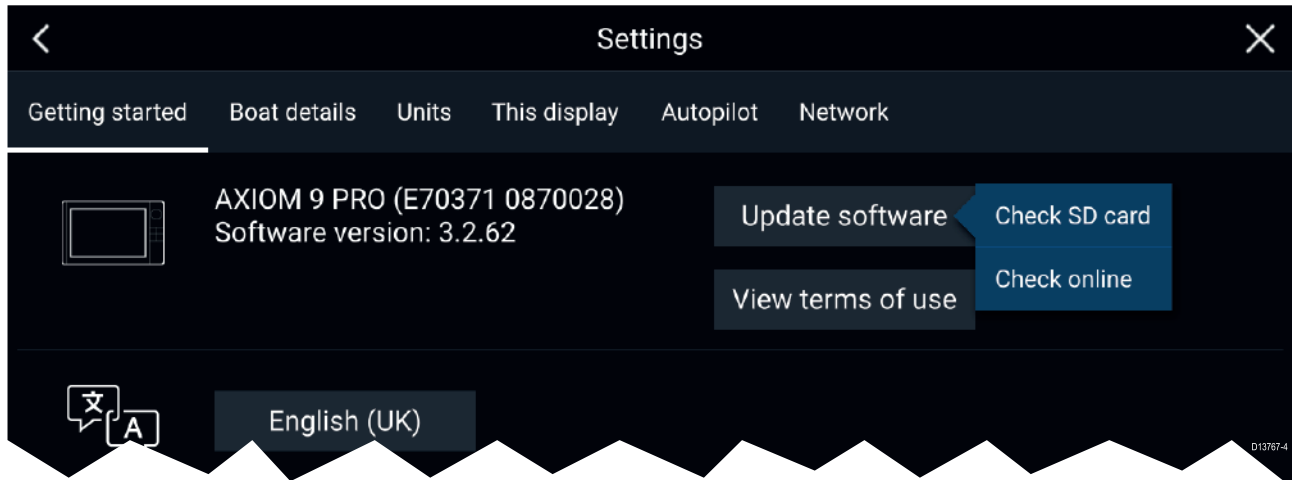 Settings
Getting started Boat details Units This display Autopilot Network
AXIOM 9 PRO (E70371 0870028)
Software version: 3.2.62
Update software
Check SD card
Check online
View terms of use
文 A
English (UK)
D13767-4